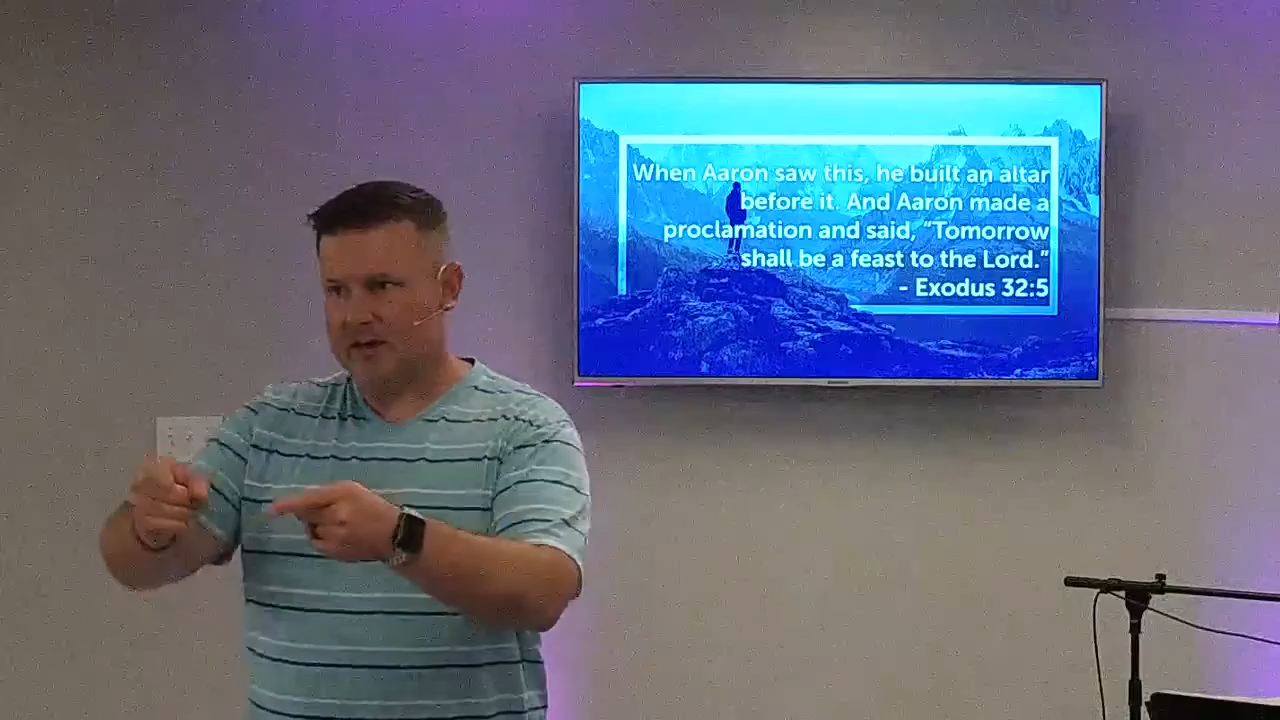 When Aaron saw this, he built an altar
before it. And Aaron made a
proclamation and said, “Tomorrow
shall be a feast to the Lord.”
- Exodus 32:5